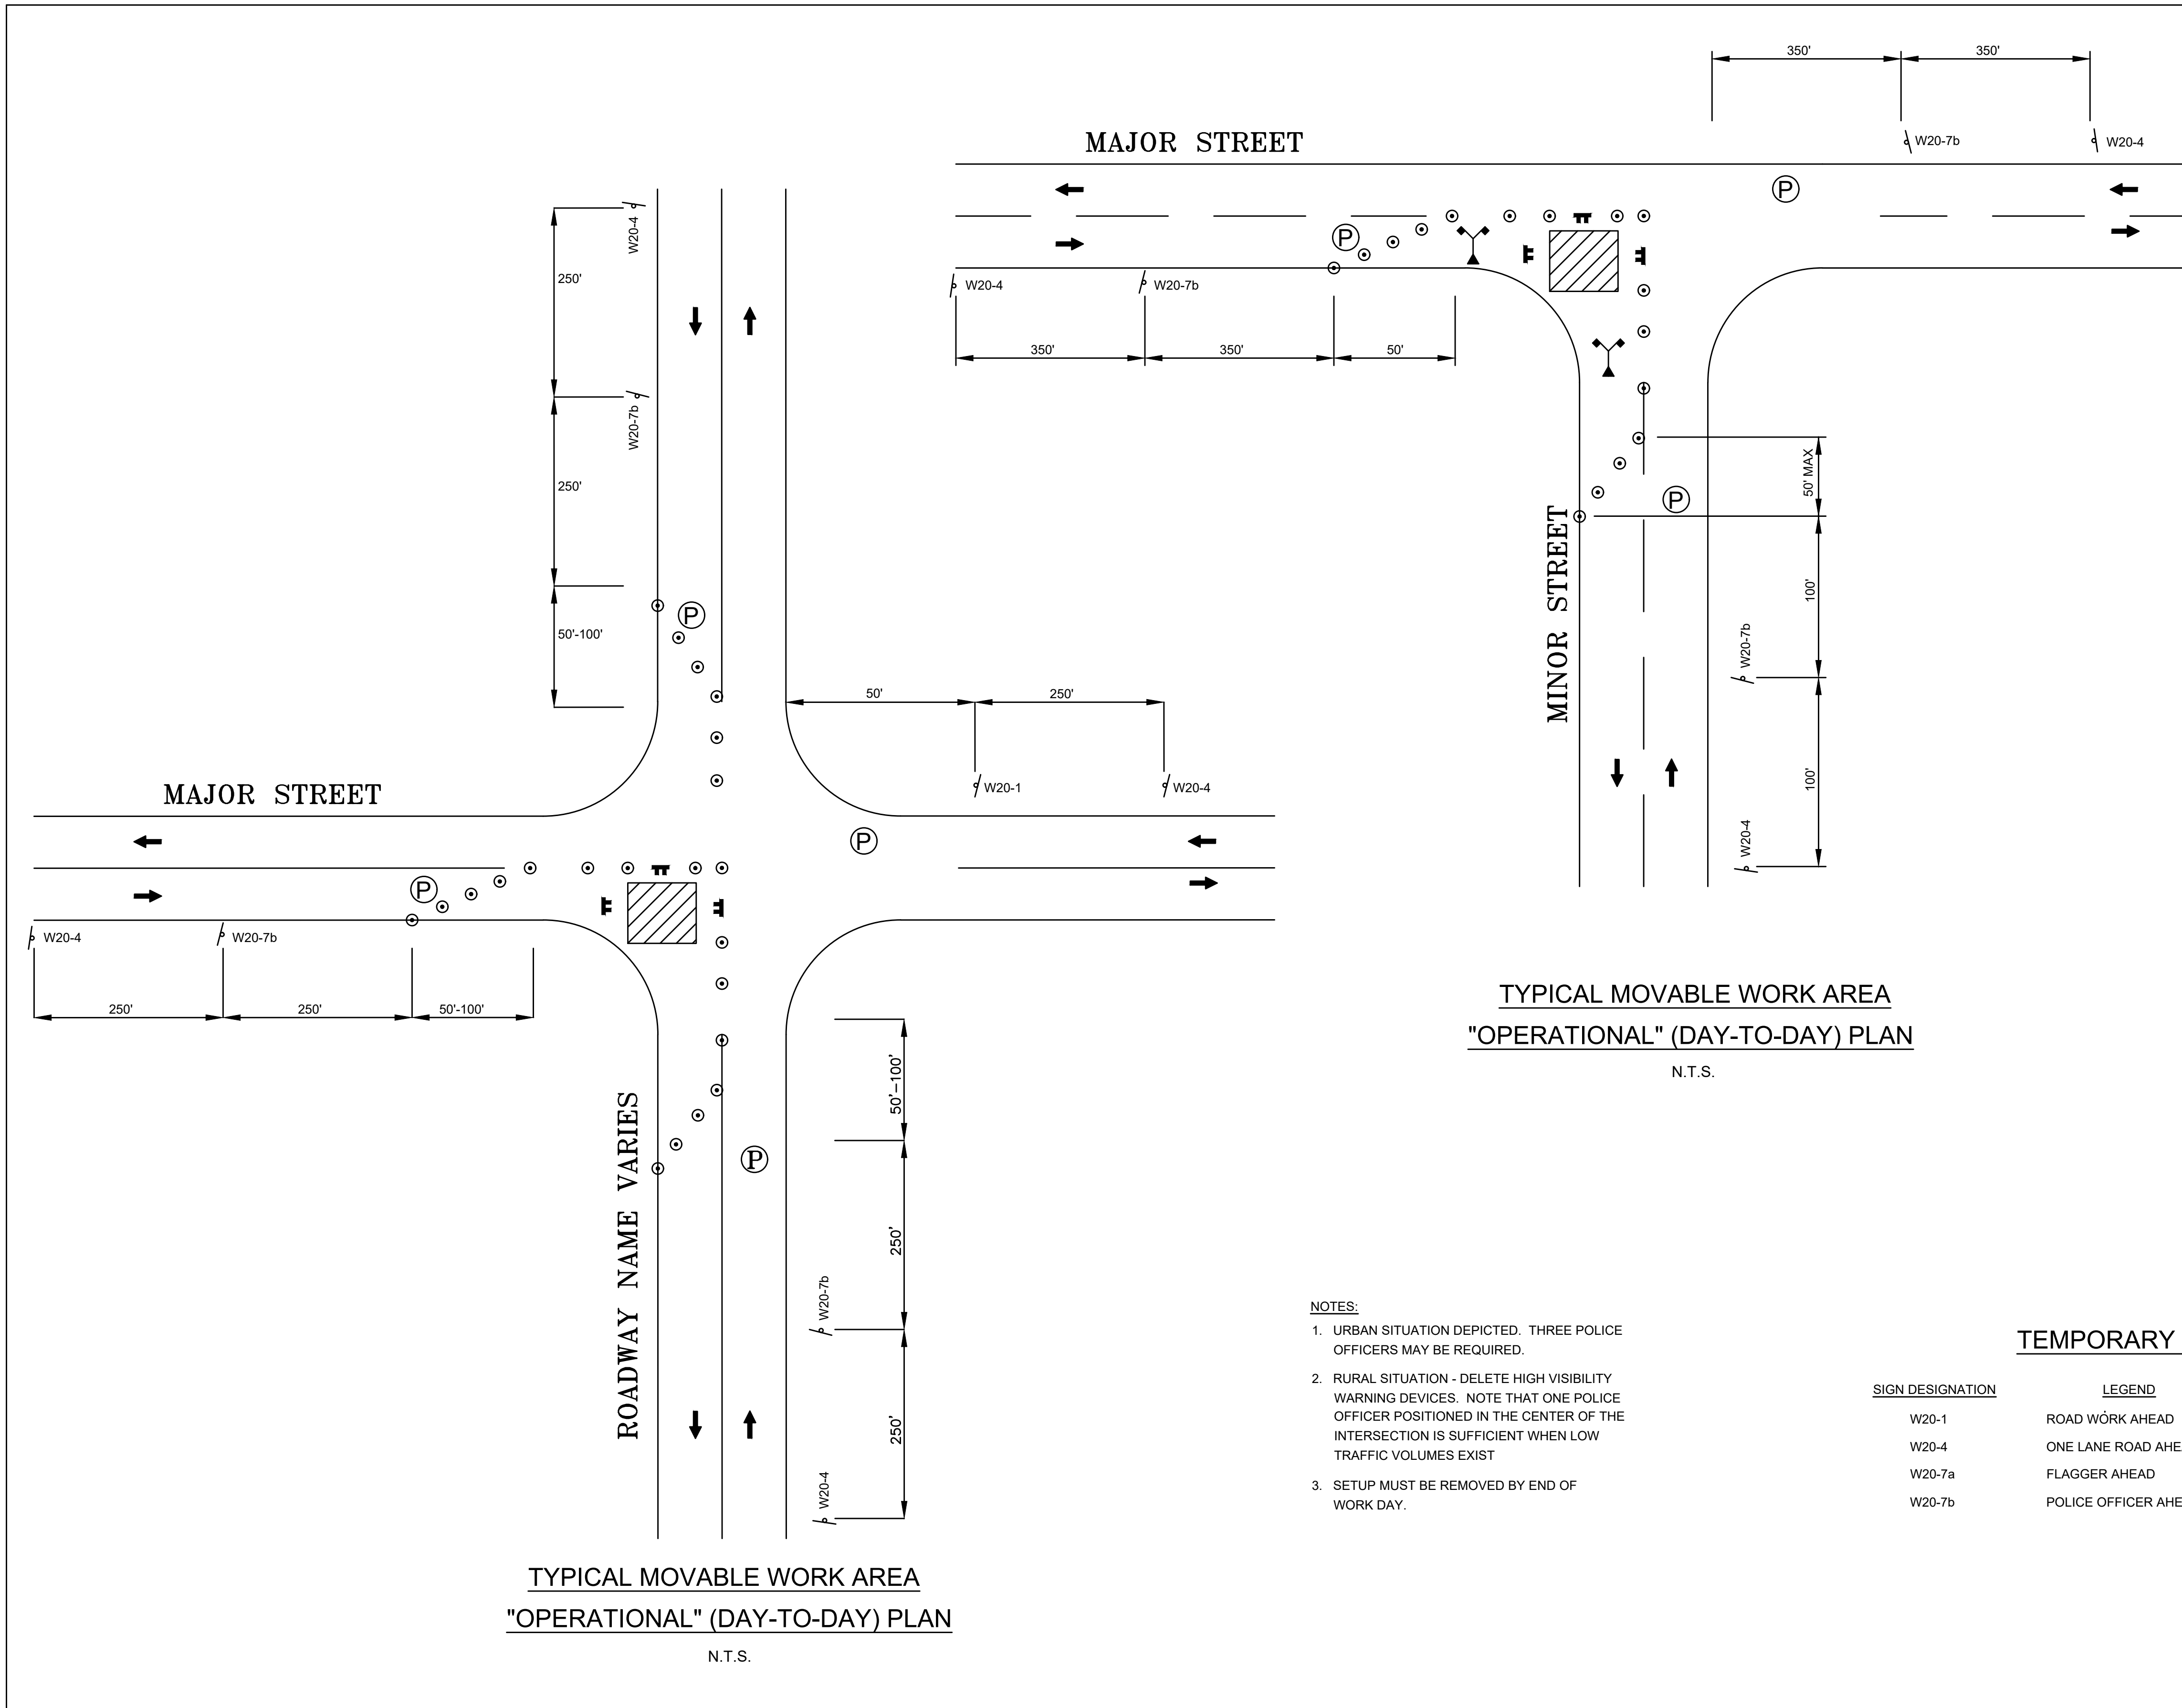 350'
350'
MAJOR STREET
W20-7b
W20-4
P
P
W20-4
W20-7b
350'
350'
50'
50' MAX
P
MINOR STREET
100'
W20-7b
100'
W20-4
TYPICAL MOVABLE WORK AREA
"OPERATIONAL" (DAY-TO-DAY) PLAN
N.T.S.
W20-4
250'
W20-7b
250'
P
50'-100'
50'
250'
W20-1
W20-4
MAJOR STREET
P
P
W20-4
W20-7b
250'
250'
50'-100'
50'-100'
ROADWAY NAME VARIES
P
250'
W20-7b
250'
W20-4
TYPICAL MOVABLE WORK AREA
"OPERATIONAL" (DAY-TO-DAY) PLAN
N.T.S.
NOTES:
1. URBAN SITUATION DEPICTED. THREE POLICE
OFFICERS MAY BE REQUIRED.
2. RURAL SITUATION - DELETE HIGH VISIBILITY
WARNING DEVICES. NOTE THAT ONE POLICE
OFFICER POSITIONED IN THE CENTER OF THE
INTERSECTION IS SUFFICIENT WHEN LOW
TRAFFIC VOLUMES EXIST
3. SETUP MUST BE REMOVED BY END OF
WORK DAY.
TEMPORARY
SIGN DESIGNATION LEGEND
W20-1 ROAD WORK AHEAD
W20-4 ONE LANE ROAD
W20-7a FLAGGER AHEAD
W20-7b POLICE OFFICER